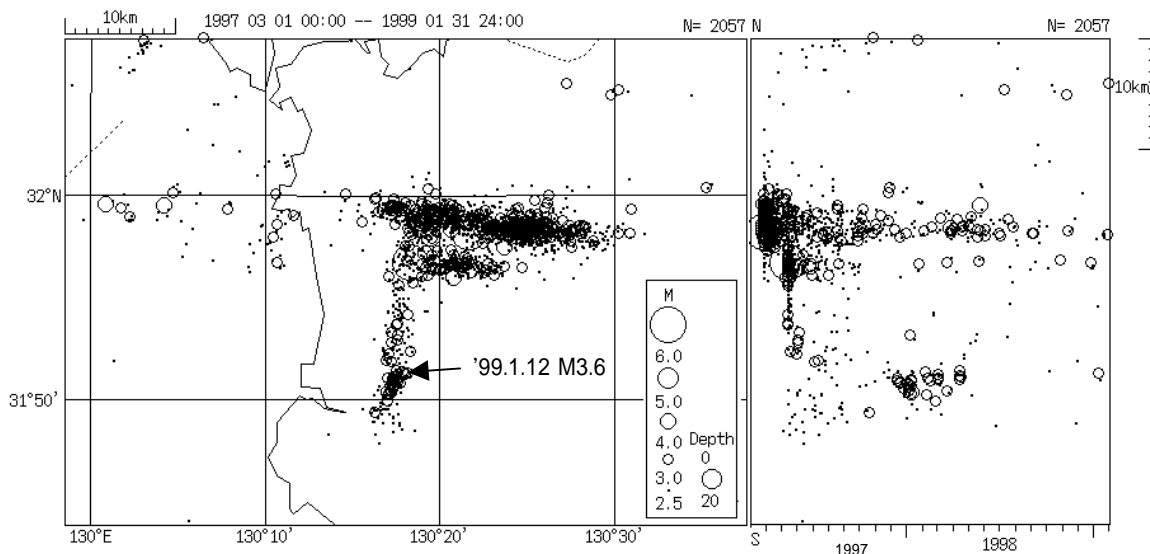 10km
1997 03 01 00:00 -- 1999 01 31 24:00
N= 2057
N
N= 2057
10km
32°N
'99.1.12 M3.6
31°50'
M
6.0
5.0
4.0
3.0
2.5
Depth
0
20
130°E
130°10'
130°20'
130°30'
S
1997
1998